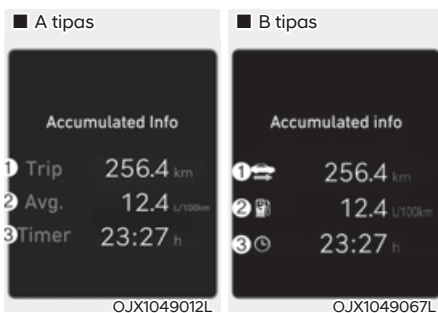 ■ A tipas
Accumulated Info
① Trip 256.4 km
② Avg. 12.4 L/100km
③ Timer 23:27 h
OJX1049012L
■ B tipas
Accumulated info
① 256.4 km
② 12.4 L/100km
③ 23:27 h
OJX1049067L